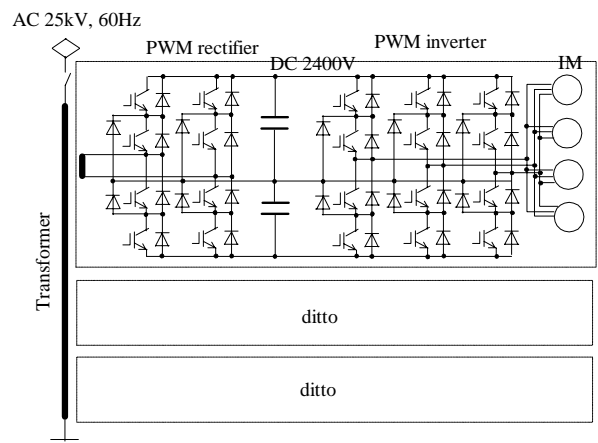 AC 25kV, 60Hz
PWM rectifier
PWM inverter
DC 2400V
IM
Transformer
ditto
ditto